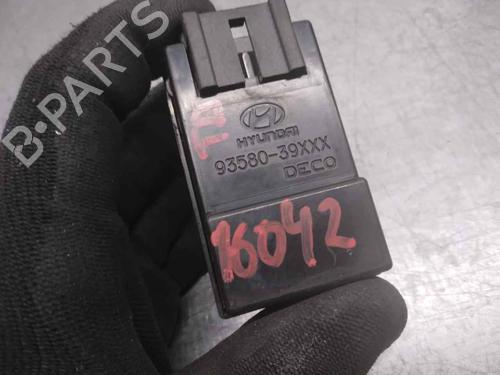 B-PARTS
HYUNDAI
93580-39XXX
DECO
16042